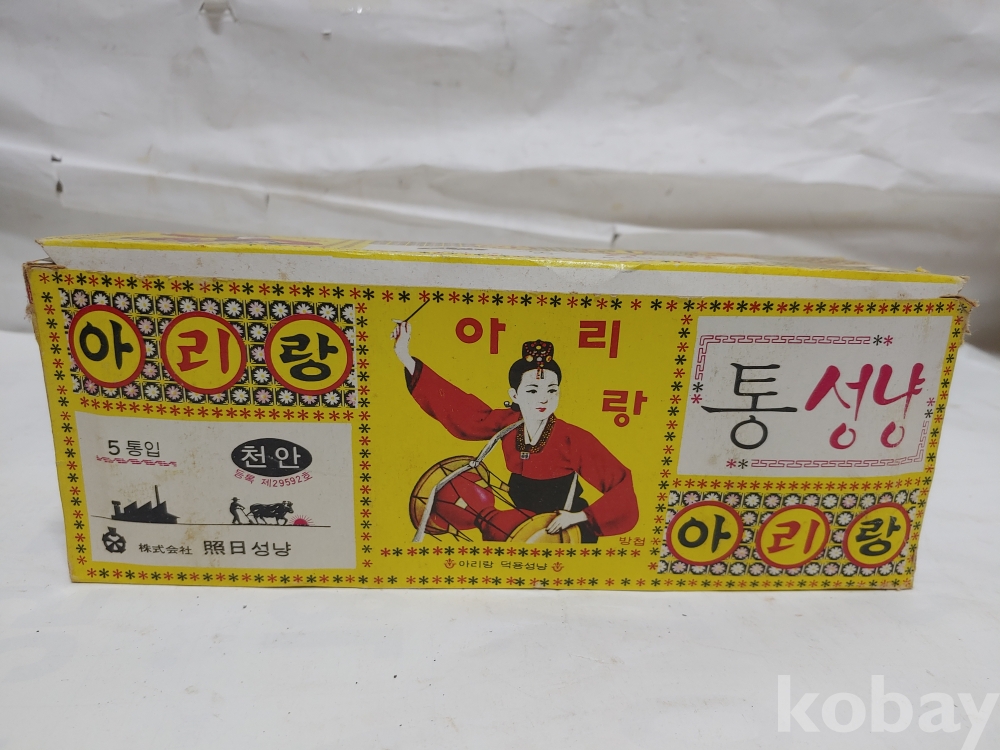 아리랑
5통입
천안
등록 제29592호
株式会社 照日성냥
아리랑
방첩
아리랑 덕용성냥
통성냥
아리랑
kobay